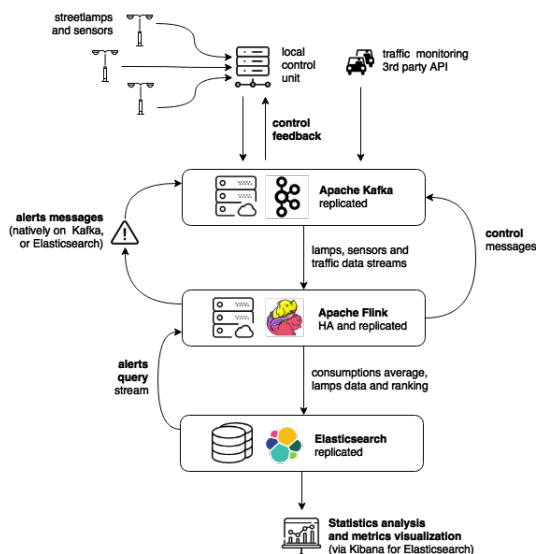 streetlamps
and sensors
local
control
unit
traffic monitoring
3rd party API
control
feedback
Apache Kafka
replicated
alerts messages
(natively on Kafka,
or Elasticsearch)
control
messages
lamps, sensors and
traffic data streams
Apache Flink
HA and replicated
alerts
query
stream
consumptions average,
lamps data and ranking
Elasticsearch
replicated
Statistics analysis
and metrics visualization
(via Kibana for Elasticsearch)